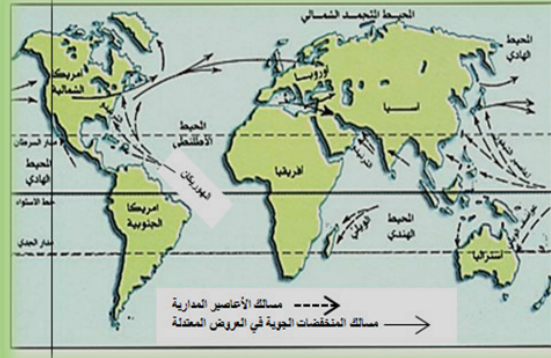 المحيط المتجمد الشمالي
المحيط
الهادي
أمريكا
الشمالية
أوروبا
آسيا
المحيط
الأطلنطي
مدار السرطان
المحيط
الهادي
الهوريكان
أفريقيا
خط الاستواء
أمريكا
الجنوبية
المحيط
الهندي
مدار الجدي
أستراليا
مسالك الأعاصير المدارية
مسالك المنخفضات الجوية في العروض المعتدلة